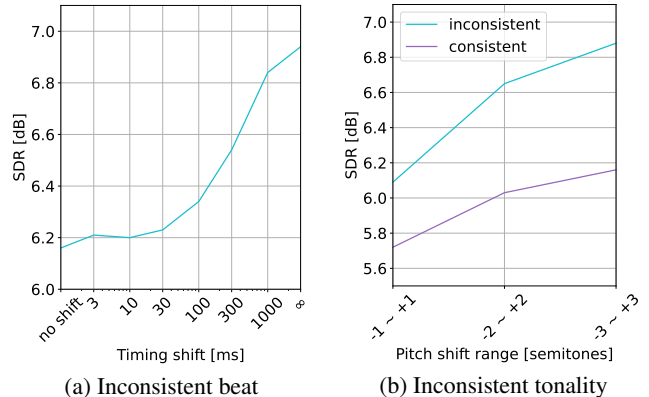 7.0
6.8
6.6
6.4
6.2
6.0
SDR [dB]
no shift
3
10
30
100
300
1000
∞
Timing shift [ms]
(a) Inconsistent beat
inconsistent
consistent
7.0
6.8
6.6
6.4
6.2
6.0
5.8
5.6
SDR [dB]
-1 ~ +1
-2 ~ +2
-3 ~ +3
Pitch shift range [semitones]
(b) Inconsistent tonality